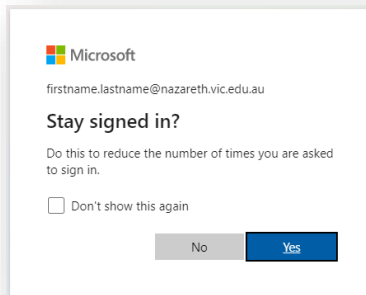 Microsoft
firstname.lastname@nazareth.vic.edu.au
Stay signed in?
Do this to reduce the number of times you are asked
to sign in.
Don't show this again
No
Yes